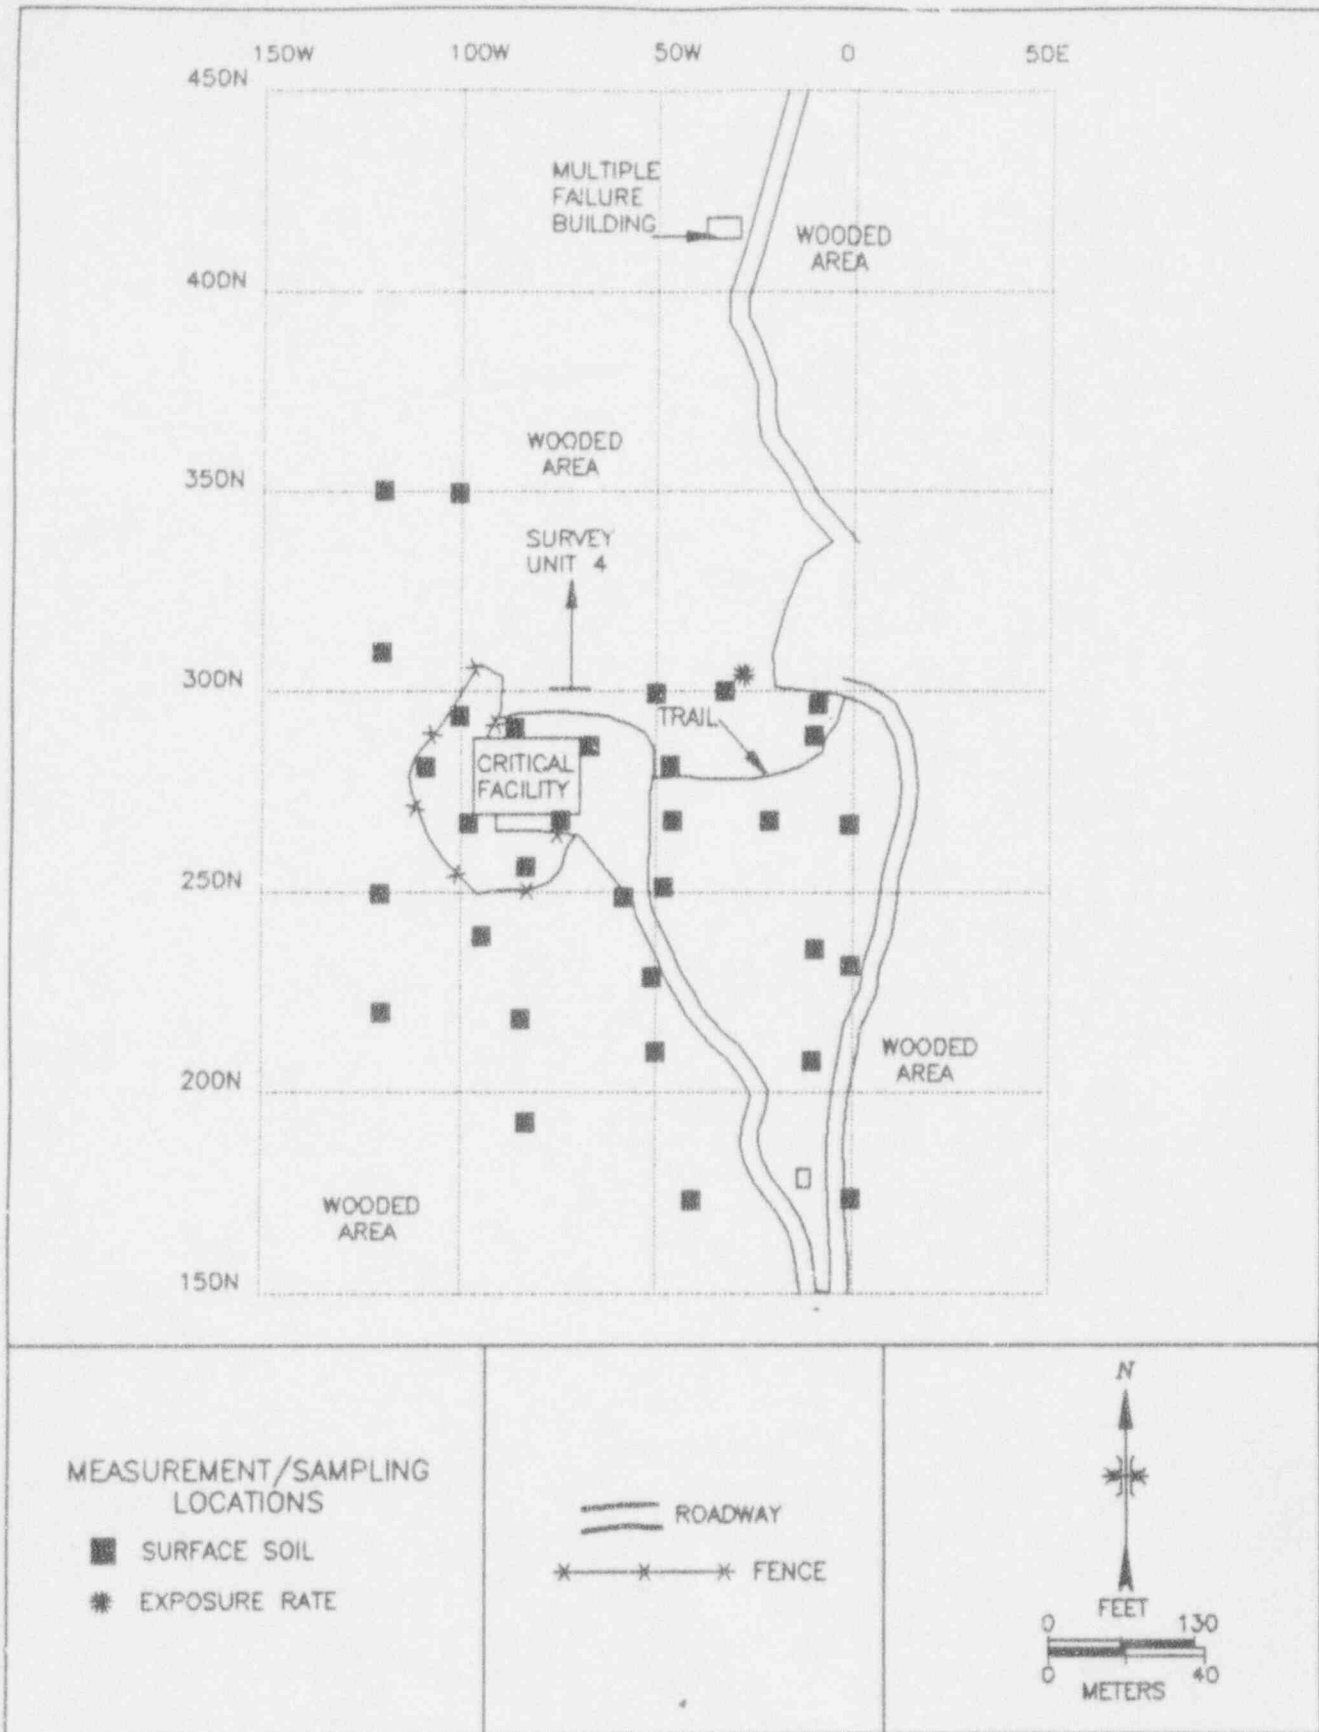 150W 100W 50W 0 50E
450N
MULTIPLE
FAILURE
BUILDING
WOODED
AREA
400N
WOODED
AREA
350N
SURVEY
UNIT 4
300N
TRAIL
CRITICAL
FACILITY
250N
WOODED
AREA
200N
WOODED
AREA
150N
MEASUREMENT/SAMPLING
LOCATIONS
SURFACE SOIL
EXPOSURE RATE
ROADWAY
FENCE
N
FEET
0 130
0 40
METERS